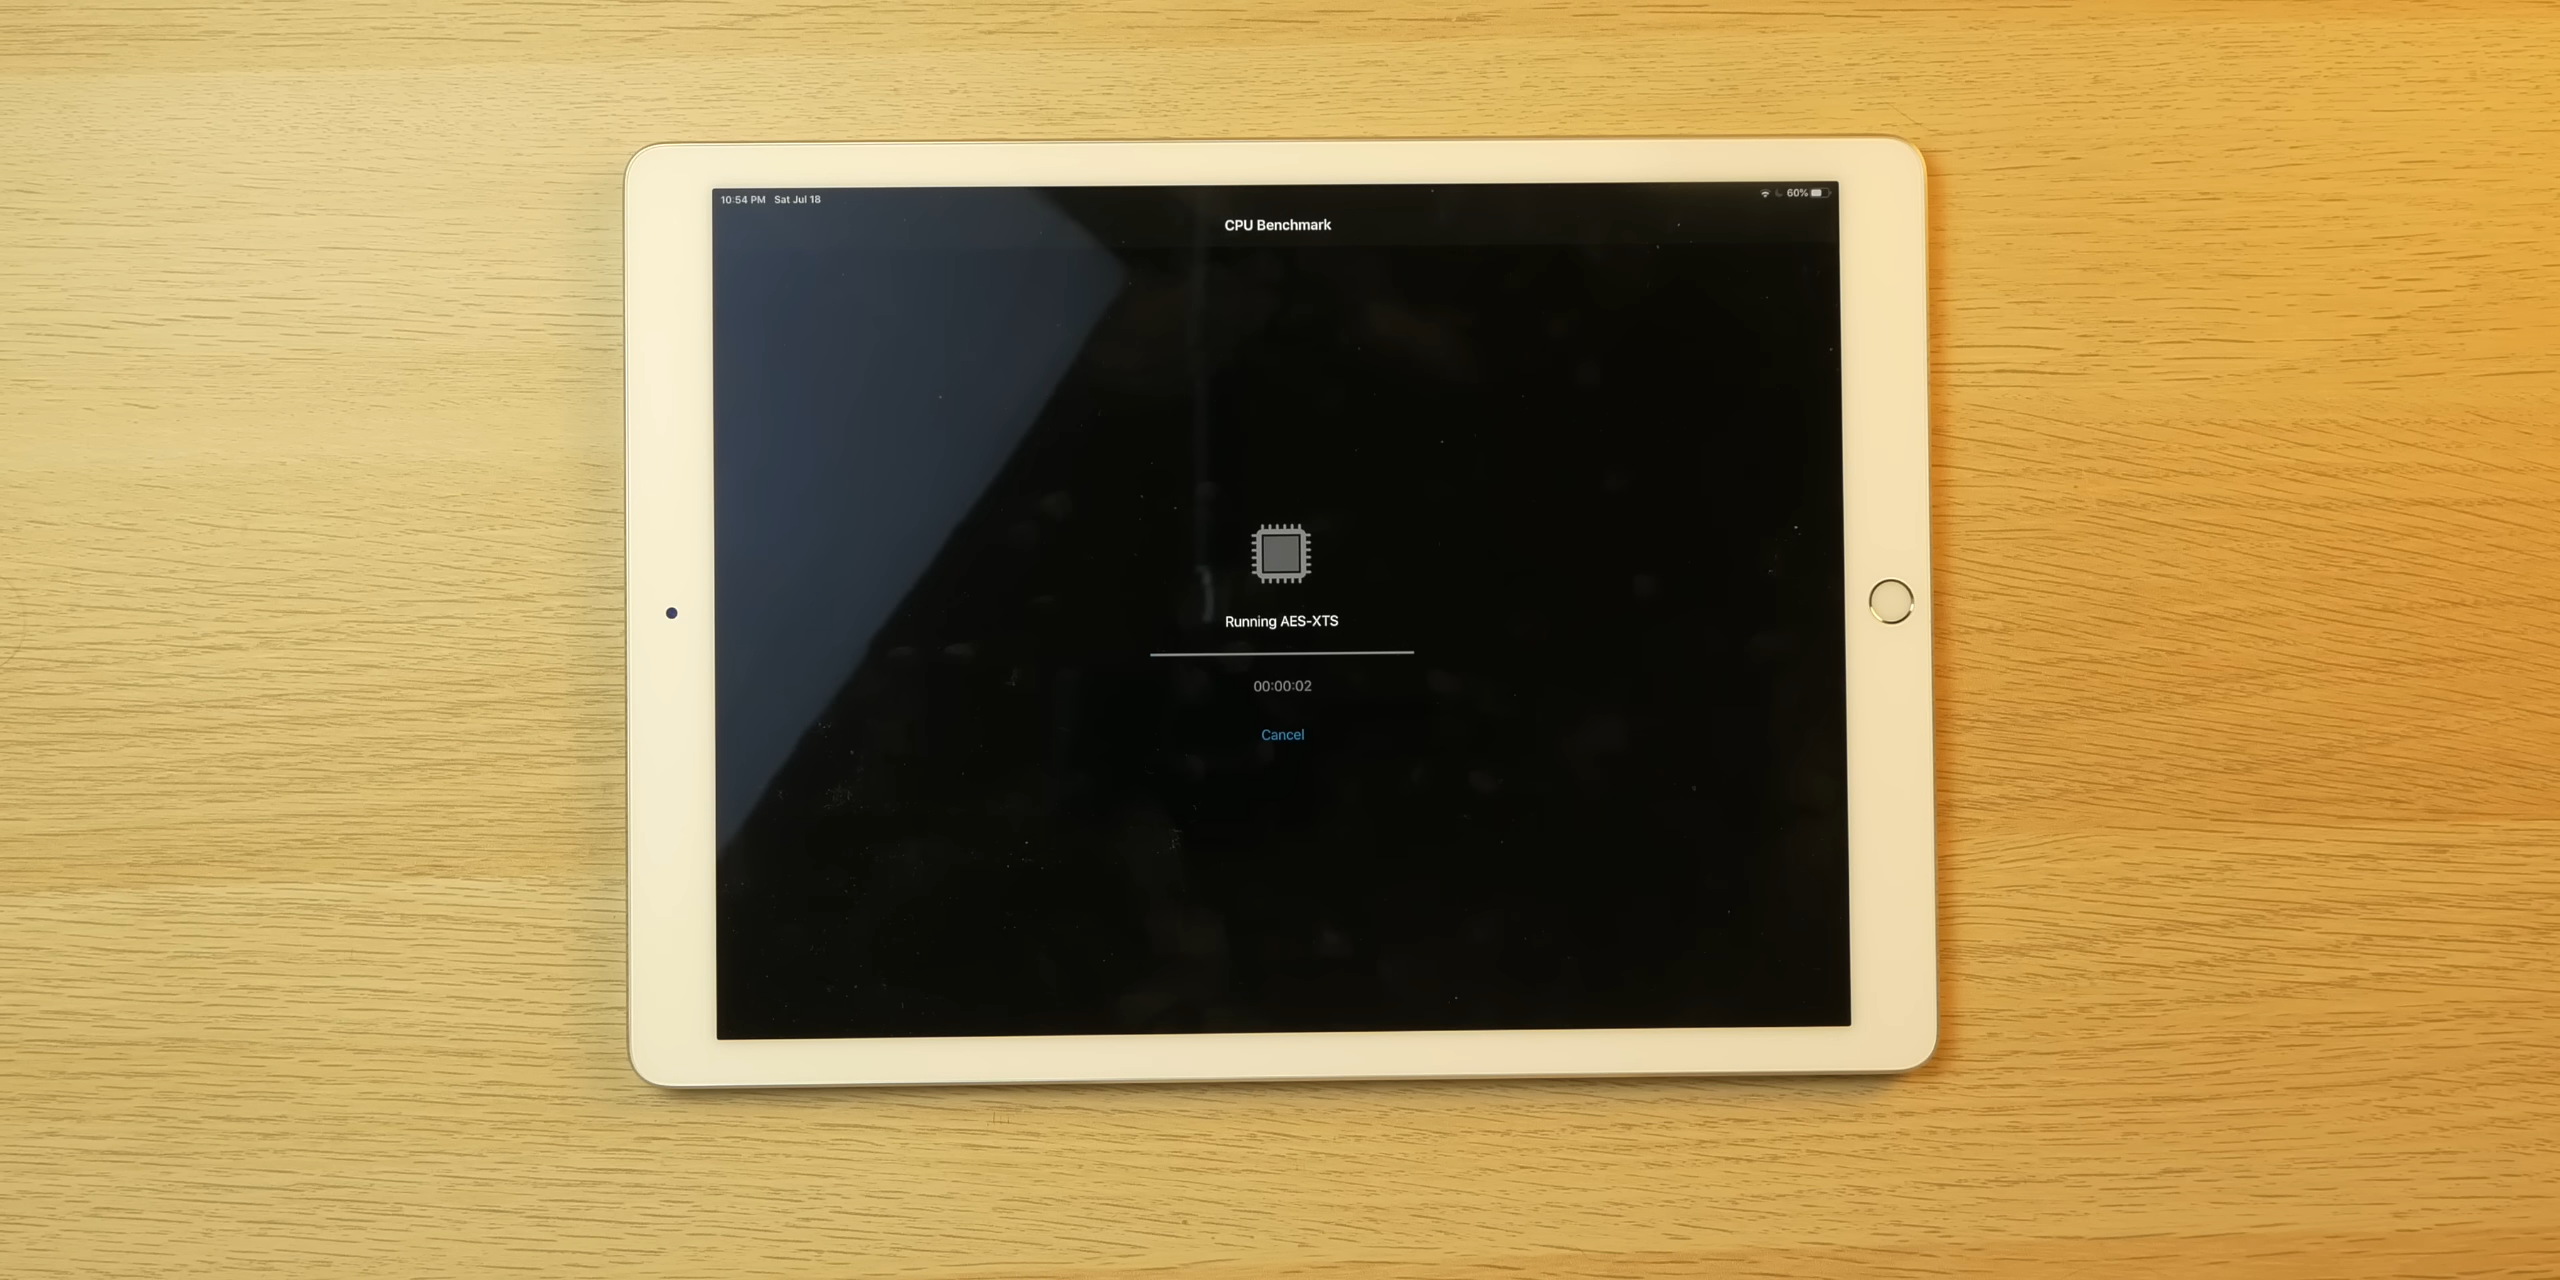 10:54 PM Sat Jul 18
60%
CPU Benchmark
Running AES-XTS
00:00:02
Cancel